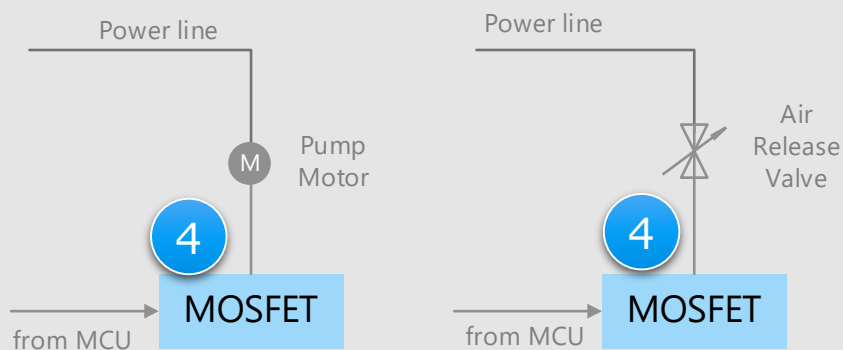 Power line
M
Pump
Motor
4
MOSFET
from MCU
Power line
Air
Release
Valve
4
MOSFET
from MCU